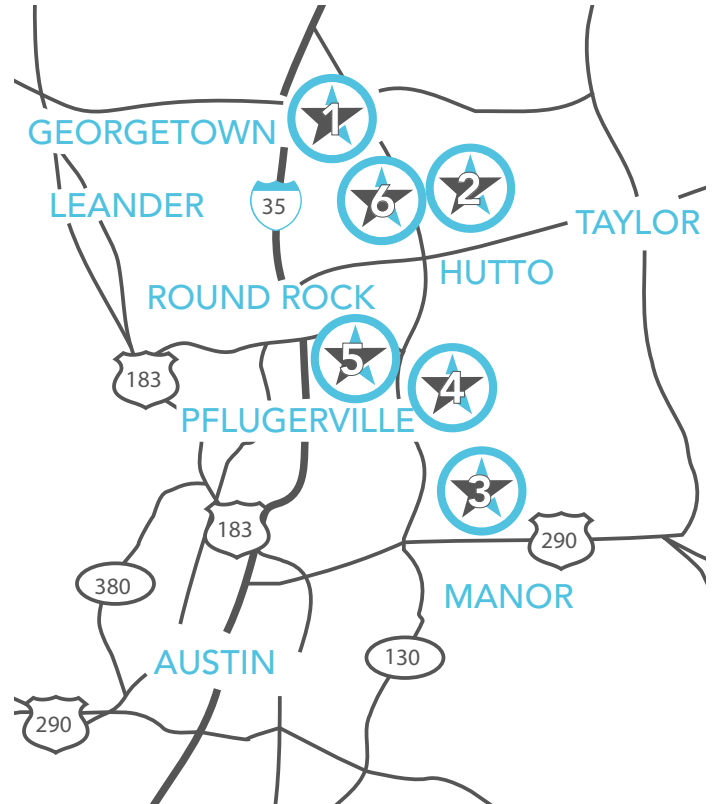 1
GEORGETOWN
2
6
LEANDER
35
TAYLOR
HUTTO
ROUND ROCK
5
183
4
PFLUGERVILLE
3
183
290
380
MANOR
130
AUSTIN
290